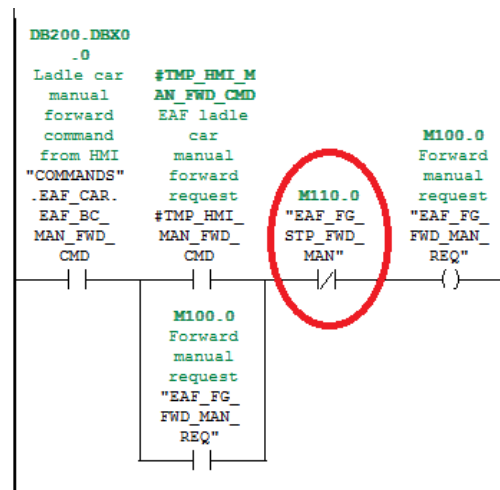 DB200.DBX0
.0
Ladle car
manual
forward
command
from HMI
"COMMANDS"
.EAF_CAR.
EAF_BC_
MAN_FWD_
CMD
#TMP_HMI_M
AN_FWD_CMD
EAF ladle
car
manual
forward
request
#TMP_HMI_
MAN_FWD_
CMD
M110.0
"EAF_FG_
STP_FWD_
MAN"
M100.0
Forward
manual
request
"EAF_FG_
FWD_MAN_
REQ"
M100.0
Forward
manual
request
"EAF_FG_
FWD_MAN_
REQ"